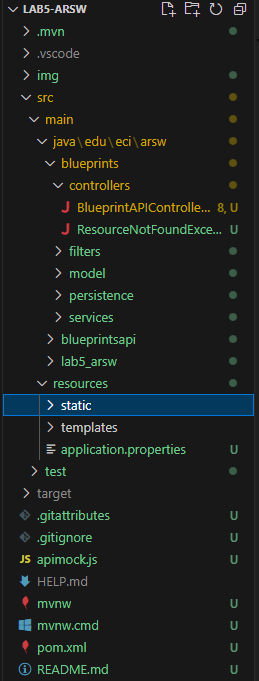 LAB5-ARSW
.mvn
.vscode
img
src
main
java\edu\eci\arsw
blueprints
controllers
BlueprintAPIControlle... 8, U
ResourceNotFoundExce... U
filters
model
persistence
services
blueprintsapi
lab5_arsw
resources
static
templates
application.properties U
test
target
.gitattributes U
.gitignore U
JS apimock.js U
HELP.md
mvnw U
mvnw.cmd U
pom.xml U
README.md U